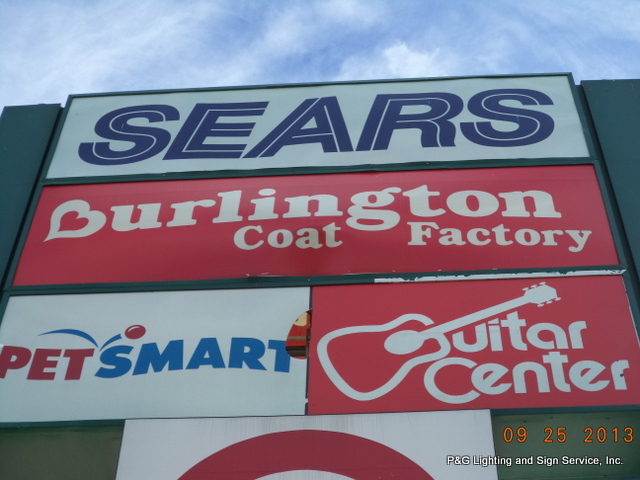 SEARS
Burlington
Coat Factory
PETSMART
Guitar
Center
09 25 2013
P&G Lighting and Sign Service, Inc.